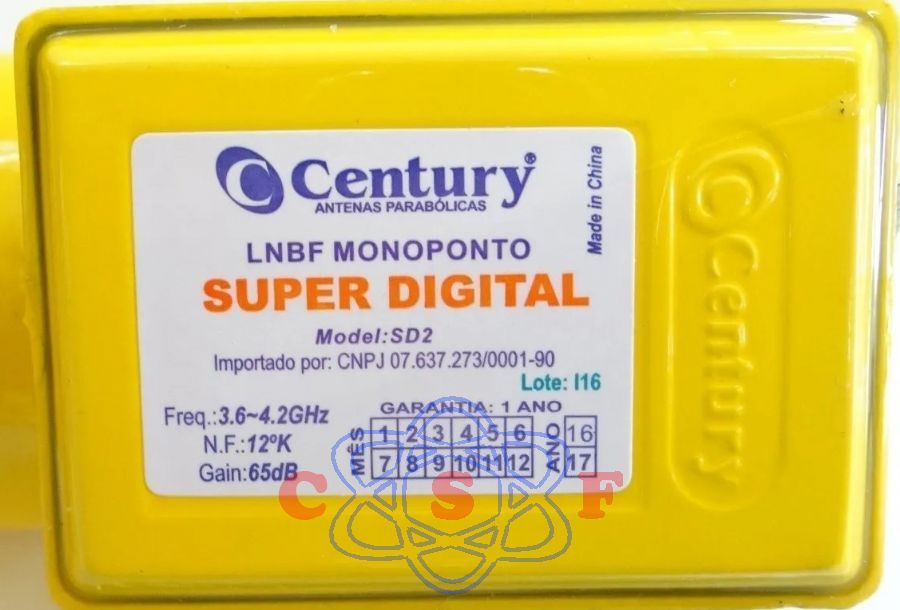 Century®
ANTENAS PARABÓLICAS
Made in China
LNBF MONOPONTO
SUPER DIGITAL
Model:SD2
Importado por: CNPJ 07.637.273/0001-90
Lote: I16
GARANTIA: 1 ANO
Freq.:3.6~4.2GHz
N.F.:12ºK
Gain:65dB
MÊS 1 2 3 4 5 6 ANO 16
7 8 9 10 11 12 17
Century
C S F